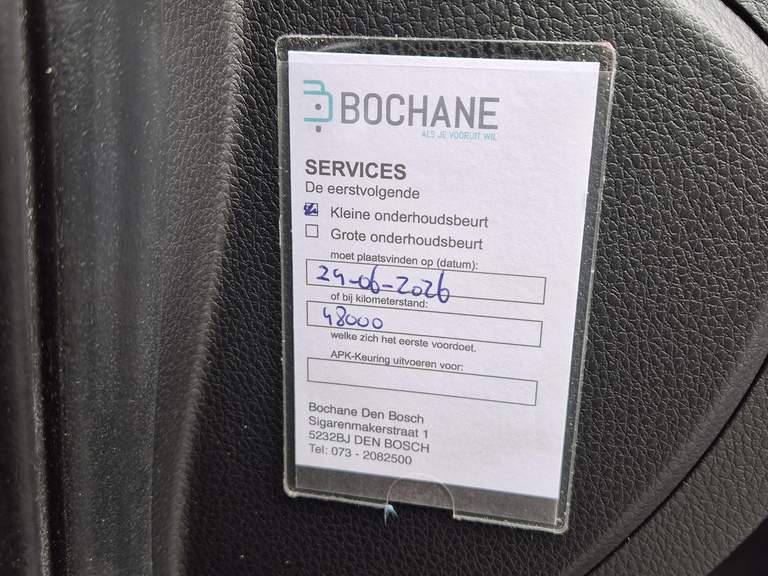 BOCHANE
ALS JE VOORUIT WIL
SERVICES
De eerstvolgende
Kleine onderhoudsbeurt
Grote onderhoudsbeurt
moet plaatsvinden op (datum):
24-06-2026
of bij kilometerstand:
48000
welke zich het eerste voordoet.
APK-Keuring uitvoeren voor:
Bochane Den Bosch
Sigarenmakerstraat 1
5232BJ DEN BOSCH
Tel: 073 - 2082500